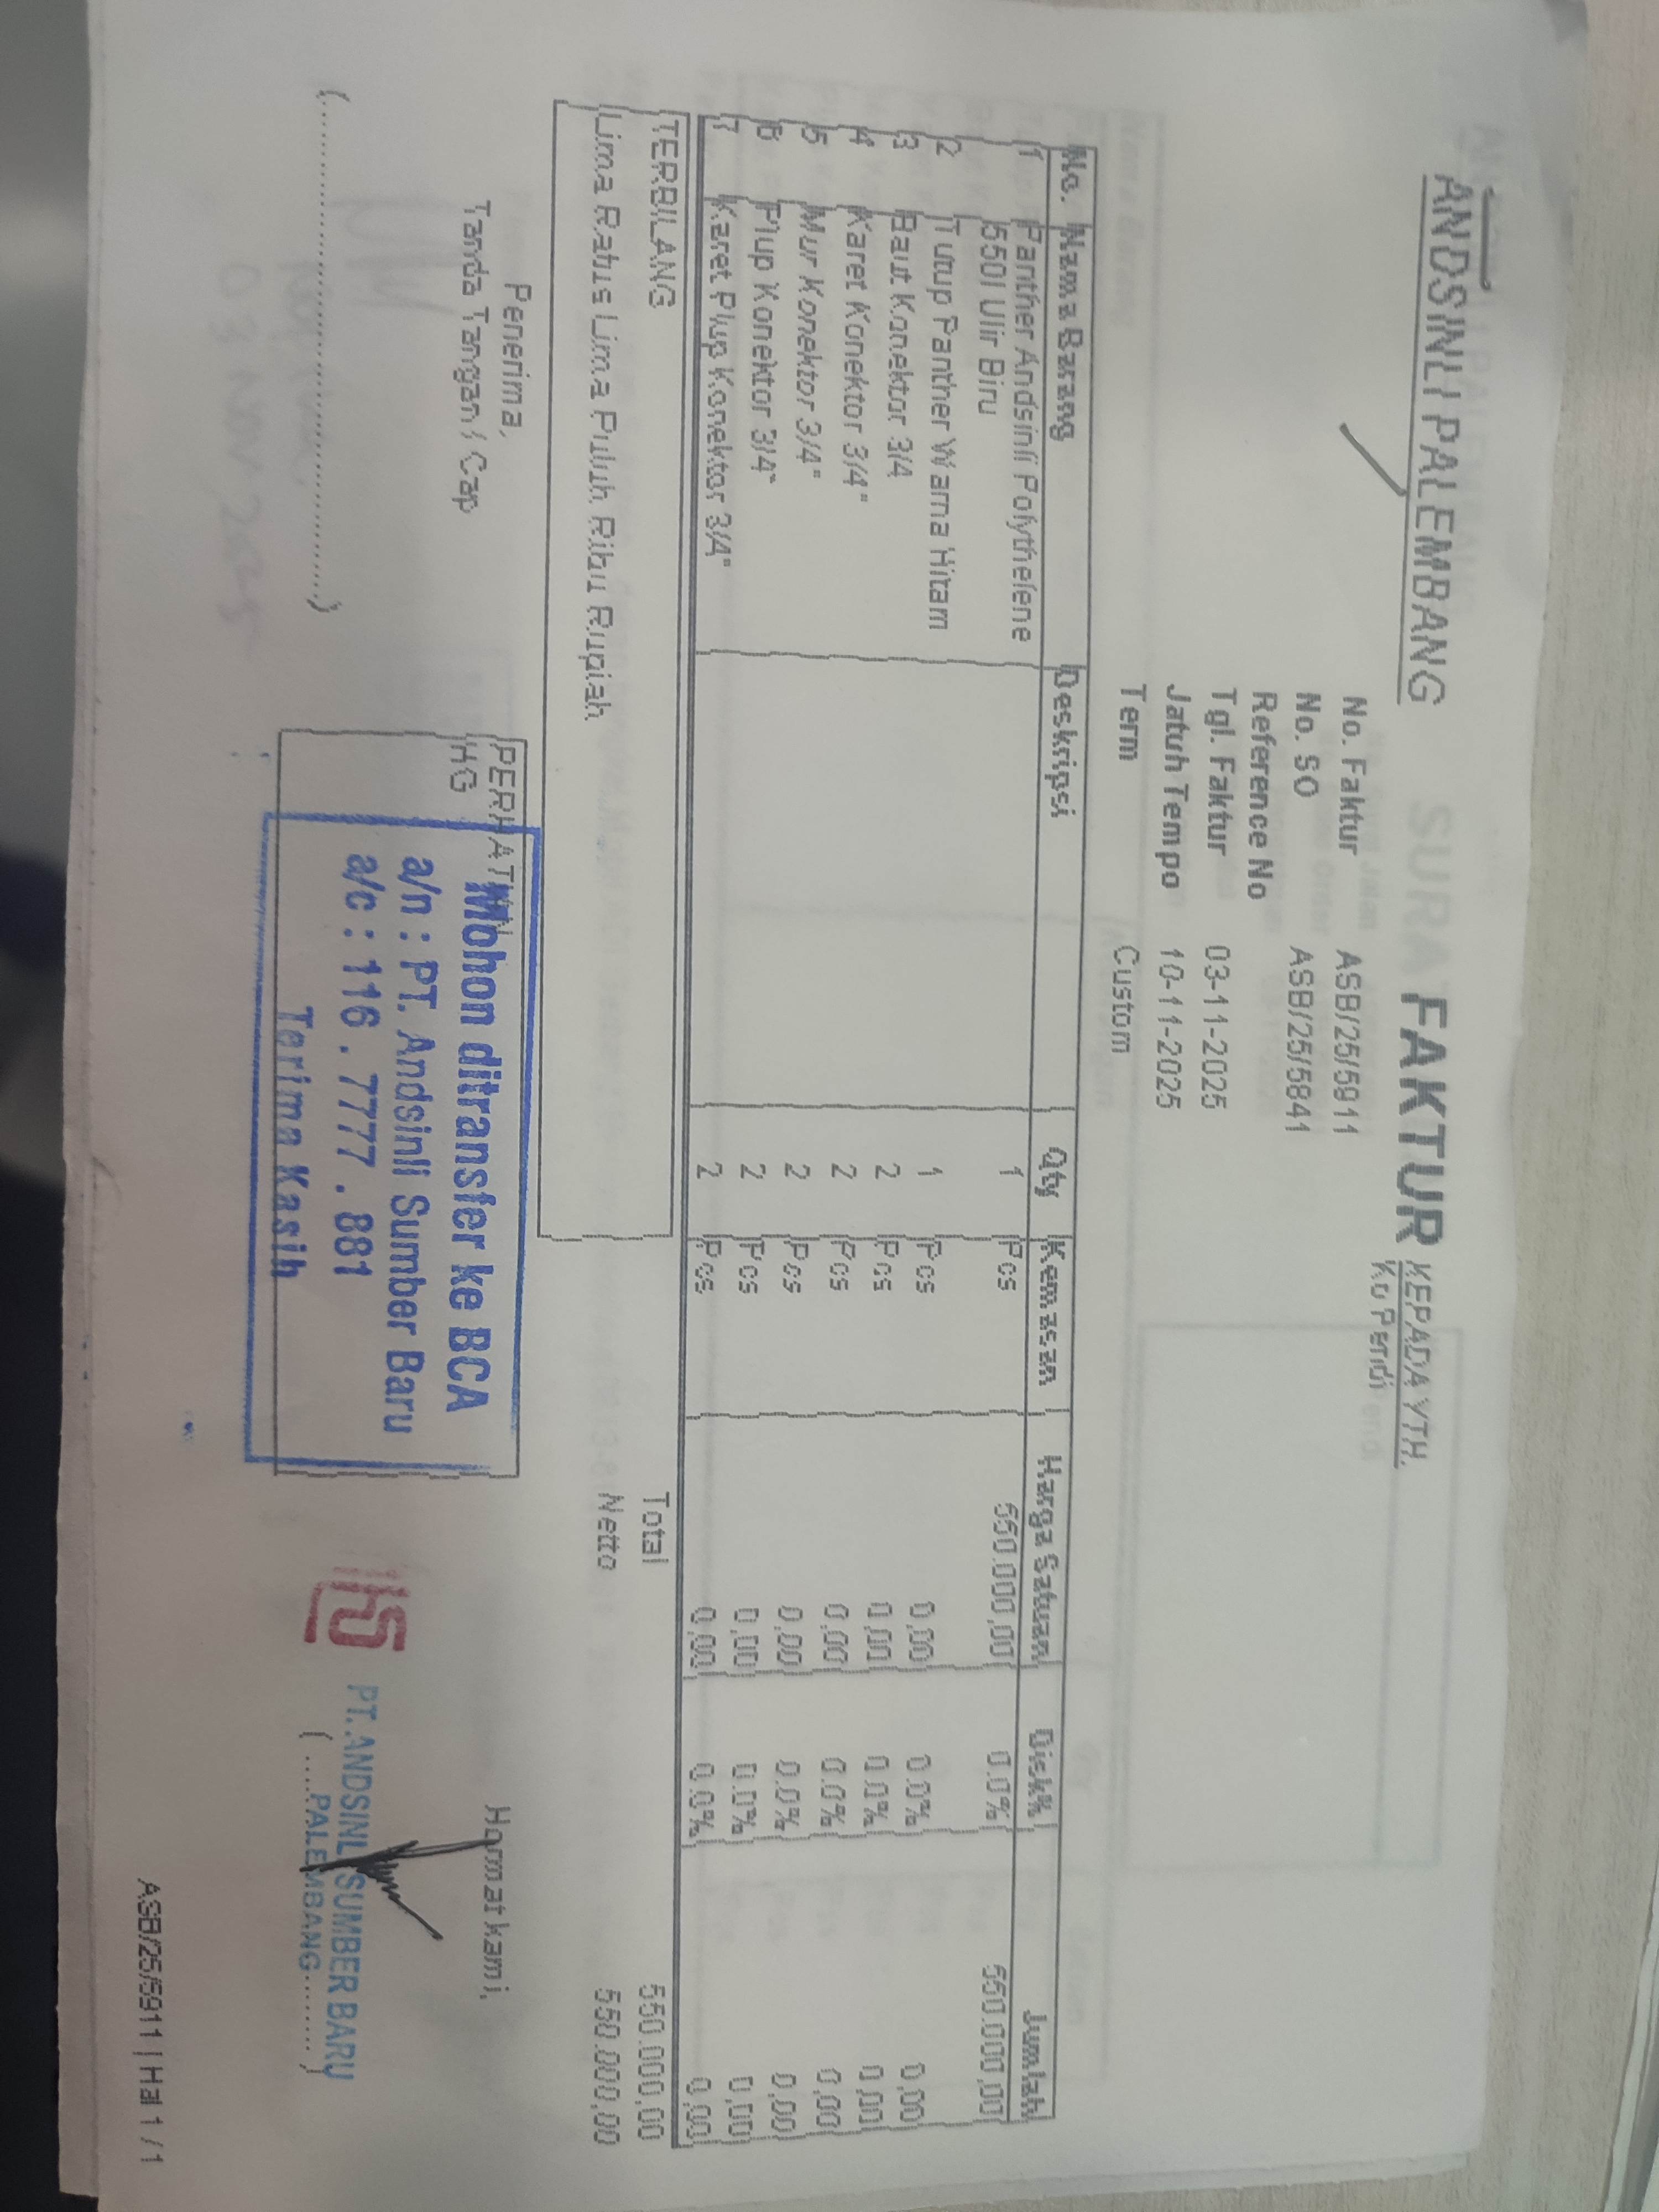 ANDSINLI PALEMBANG
FAKTUR
KEPADA YTH.
Ko Pendi
No. Faktur ASB/25/5911
No. SO ASB/25/5841
Reference No
Tgl. Faktur 03-11-2025
Jatuh Tempo 10-11-2025
Term Custom
No. Nama Barang Deskripsi Qty Kemasan Harga Satuan Disk% Jumlah
1 Panther Andsinli Polythelene 1 Pcs 550.000,00 0.0% 550.000,00
550l Ulir Biru
2 Tutup Panther Warna Hitam 1 Pcs 0,00 0.0% 0,00
3 Baut Konektor 3/4 2 Pcs 0,00 0.0% 0,00
4 Karet Konektor 3/4" 2 Pcs 0,00 0.0% 0,00
5 Mur Konektor 3/4" 2 Pcs 0,00 0.0% 0,00
6 Plup Konektor 3/4" 2 Pcs 0,00 0.0% 0,00
7 Karet Plup Konektor 3/4" 2 Pcs 0,00 0.0% 0,00
TERBILANG
Lima Ratus Lima Puluh Ribu Rupiah
Total 550.000,00
Netto 550.000,00
Penerima,
Tanda Tangan / Cap
(................................................)
PERHATIAN
HG
Mohon ditransfer ke BCA
a/n : PT. Andsinli Sumber Baru
a/c : 116 . 7777 . 881
Terima Kasih
Hormat kami,
PT. ANDSINLI SUMBER BARU
PALEMBANG
ASB/25/5911 | Hal 1 / 1